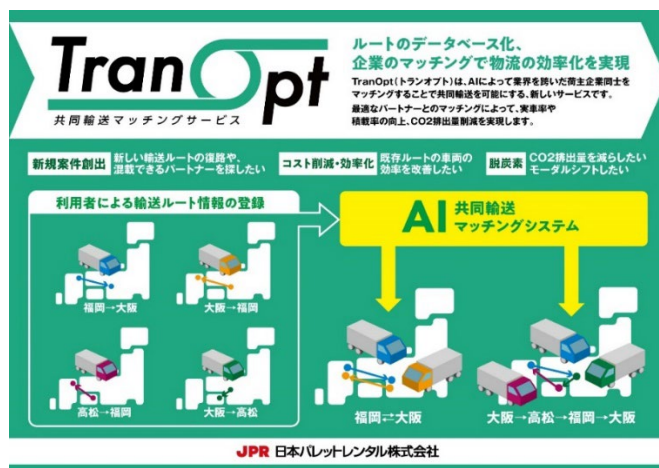 TranOpt
共同輸送マッチングサービス
ルートのデータベース化、
企業のマッチングで物流の効率化を実現
TranOpt(トランオプト)は、AIによって業界を跨いだ荷主企業同士を
マッチングすることで共同輸送を可能にする、新しいサービスです。
最適なパートナーとのマッチングによって、実車率や
積載率の向上、CO2排出量削減を実現します。
新規案件創出
新しい輸送ルートの復路や、
混載できるパートナーを探したい
コスト削減・効率化
既存ルートの車両の
効率を改善したい
脱炭素
CO2排出量を減らしたい
モーダルシフトしたい
利用者による輸送ルート情報の登録
AI 共同輸送
マッチングシステム
福岡→大阪
大阪→福岡
高松→福岡
大阪→高松
福岡⇄大阪
大阪→高松→福岡→大阪
JPR 日本パレットレンタル株式会社